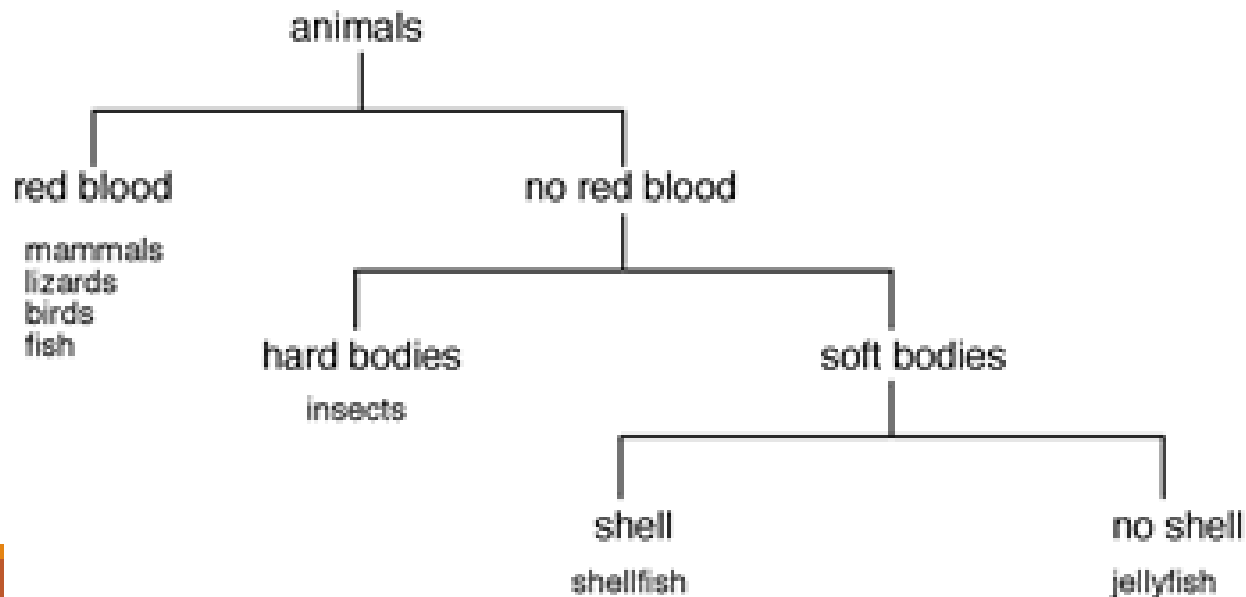 animals
red blood
no red blood
mammals
lizards
birds
fish
hard bodies
soft bodies
insects
shell
no shell
shellfish
jellyfish